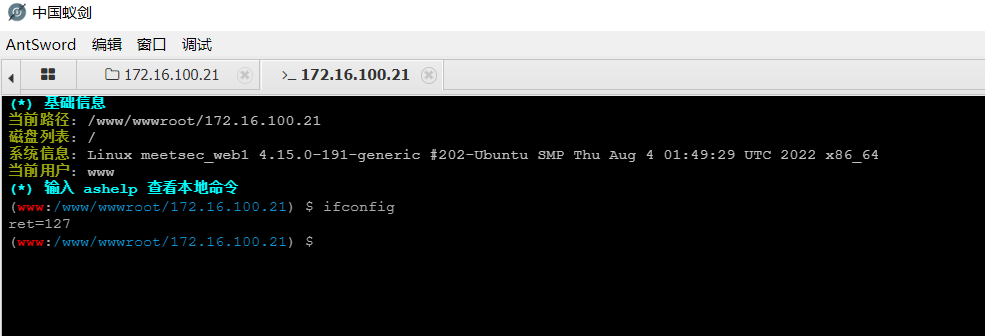 中国蚁剑
AntSword 编辑 窗口 调试
172.16.100.21 >_ 172.16.100.21
(*) 基础信息
当前路径: /www/wwwroot/172.16.100.21
磁盘列表: /
系统信息: Linux meetsec_web1 4.15.0-191-generic #202-Ubuntu SMP Thu Aug 4 01:49:29 UTC 2022 x86_64
当前用户: www
(*) 输入 ashelp 查看本地命令
(www:/www/wwwroot/172.16.100.21) $ ifconfig
ret=127
(www:/www/wwwroot/172.16.100.21) $